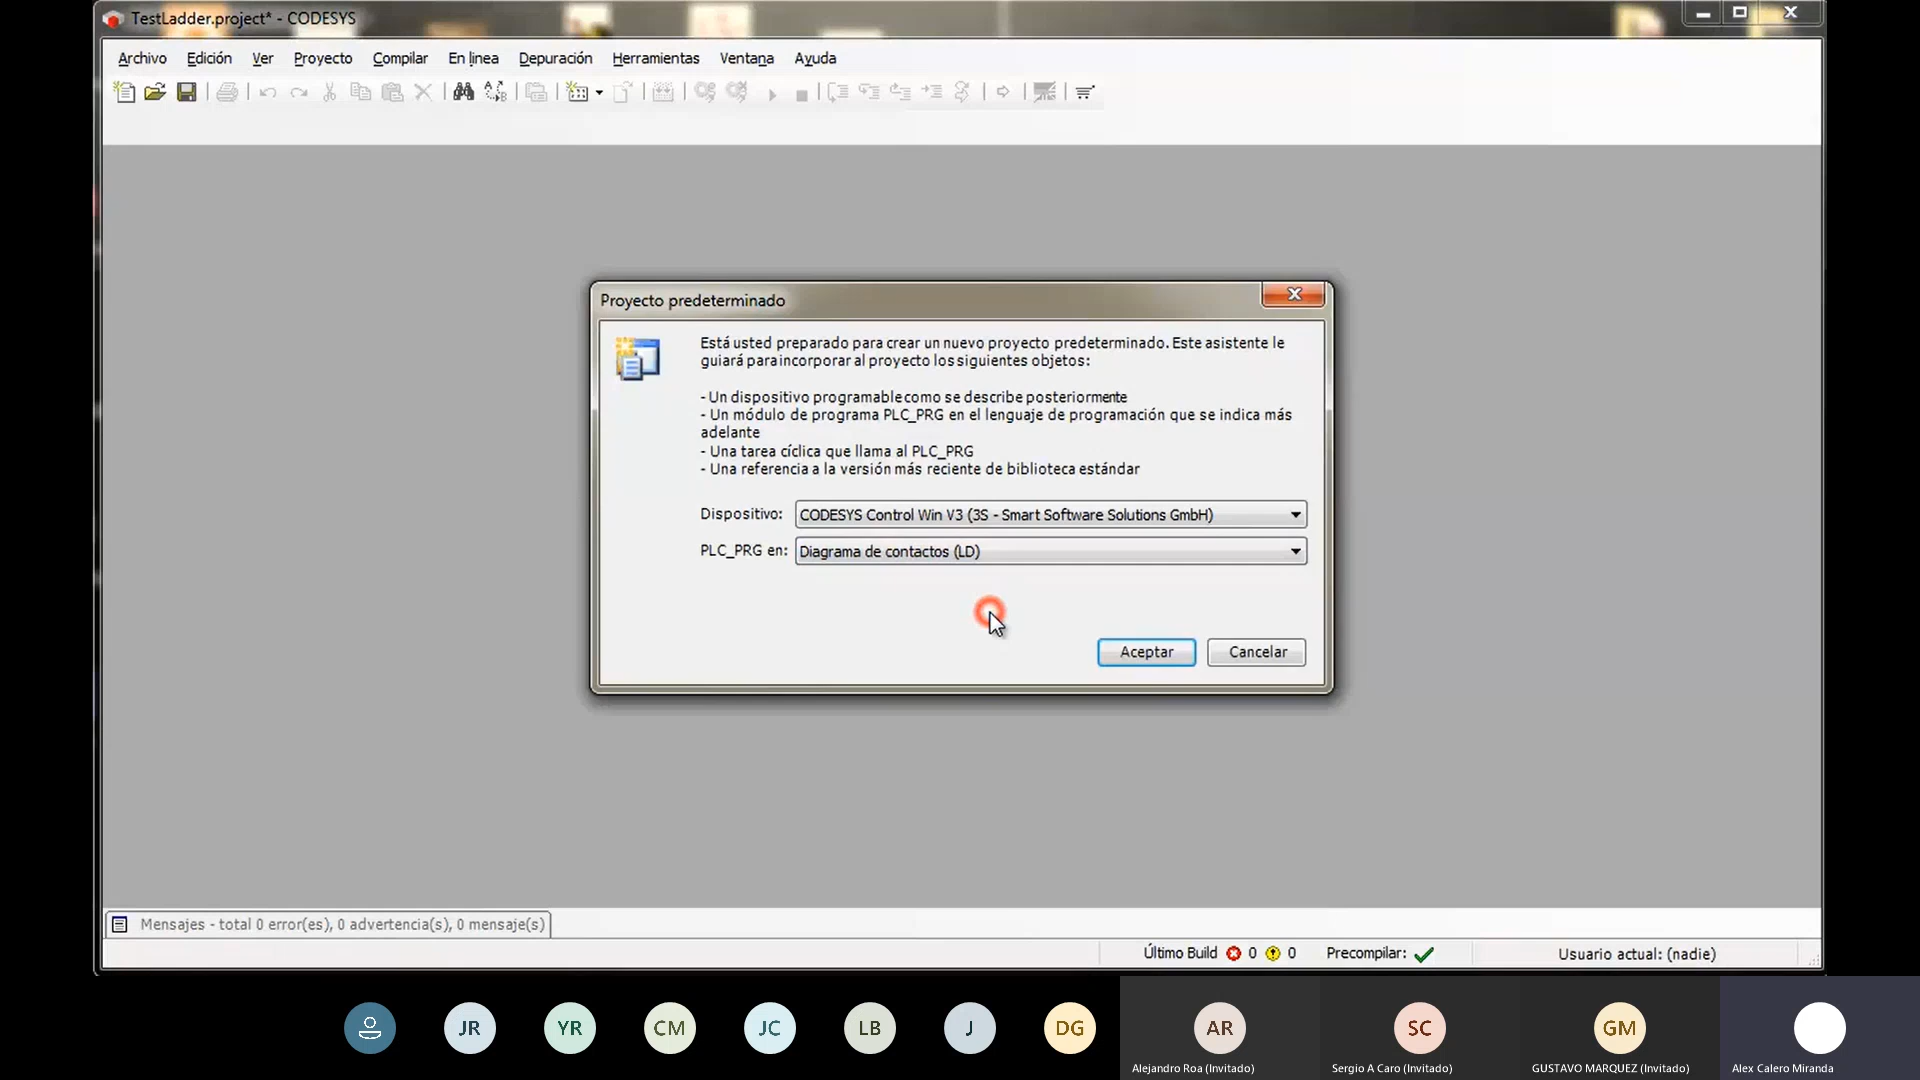 TestLadder.project* - CODESYS
Archivo Edición Ver Proyecto Compilar En linea Depuración Herramientas Ventana Ayuda
Proyecto predeterminado
Está usted preparado para crear un nuevo proyecto predeterminado. Este asistente le
guiará para incorporar al proyecto los siguientes objetos:
- Un dispositivo programable como se describe posteriormente
- Un módulo de programa PLC_PRG en el lenguaje de programación que se indica más
adelante
- Una tarea cíclica que llama al PLC_PRG
- Una referencia a la versión más reciente de biblioteca estándar
Dispositivo: CODESYS Control Win V3 (3S - Smart Software Solutions GmbH)
PLC_PRG en: Diagrama de contactos (LD)
Aceptar Cancelar
Mensajes - total 0 error(es), 0 advertencia(s), 0 mensaje(s)
Último Build 0 0 Precompilar: Usuario actual: (nadie)
JR YR CM JC LB J DG AR SC GM
Alejandro Roa (Invitado) Sergio A Caro (Invitado) GUSTAVO MARQUEZ (Invitado) Alex Calero Miranda